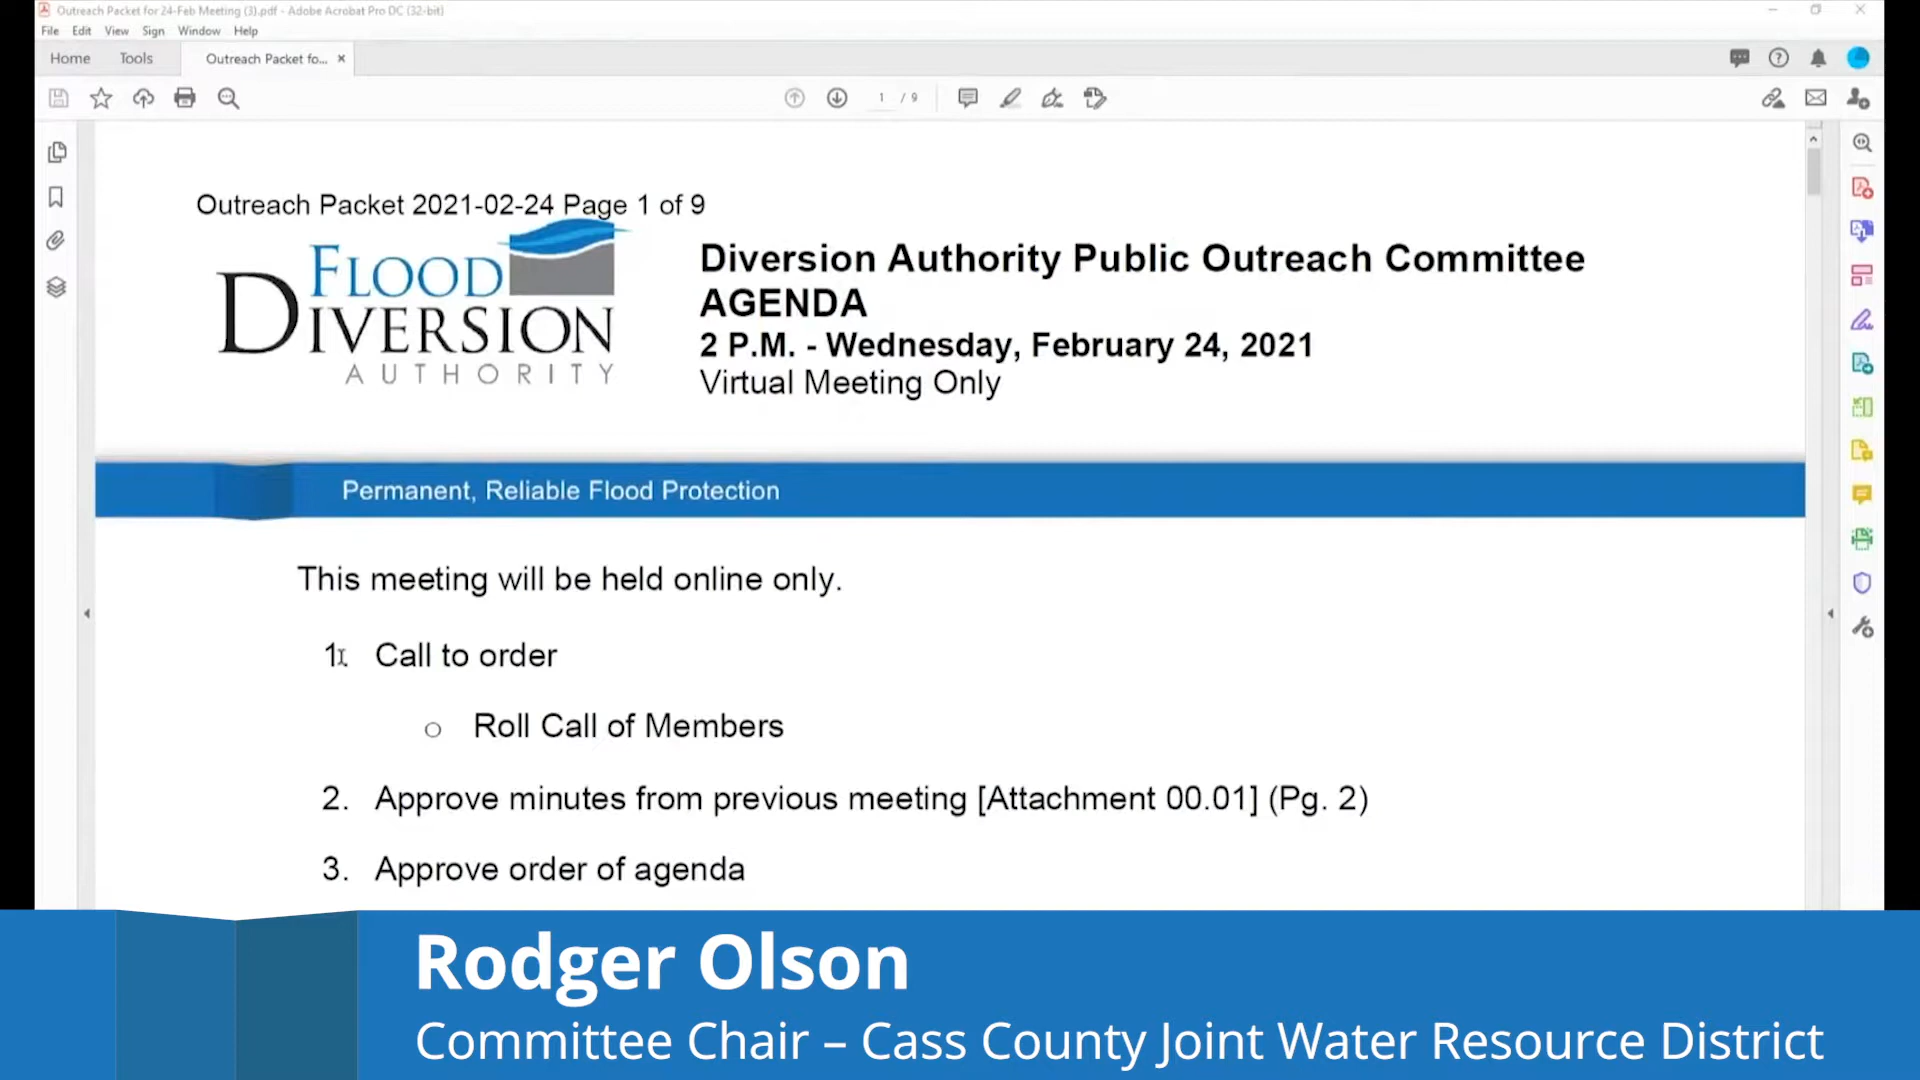 Outreach Packet for 24-Feb Meeting (3).pdf - Adobe Acrobat Pro DC (32-bit)
File Edit View Sign Window Help
Home Tools Outreach Packet fo... ×
1 / 9
Outreach Packet 2021-02-24 Page 1 of 9
FLOOD
DIVERSION
AUTHORITY
Diversion Authority Public Outreach Committee
AGENDA
2 P.M. - Wednesday, February 24, 2021
Virtual Meeting Only
Permanent, Reliable Flood Protection
This meeting will be held online only.
1. Call to order
o Roll Call of Members
2. Approve minutes from previous meeting [Attachment 00.01] (Pg. 2)
3. Approve order of agenda
Rodger Olson
Committee Chair – Cass County Joint Water Resource District